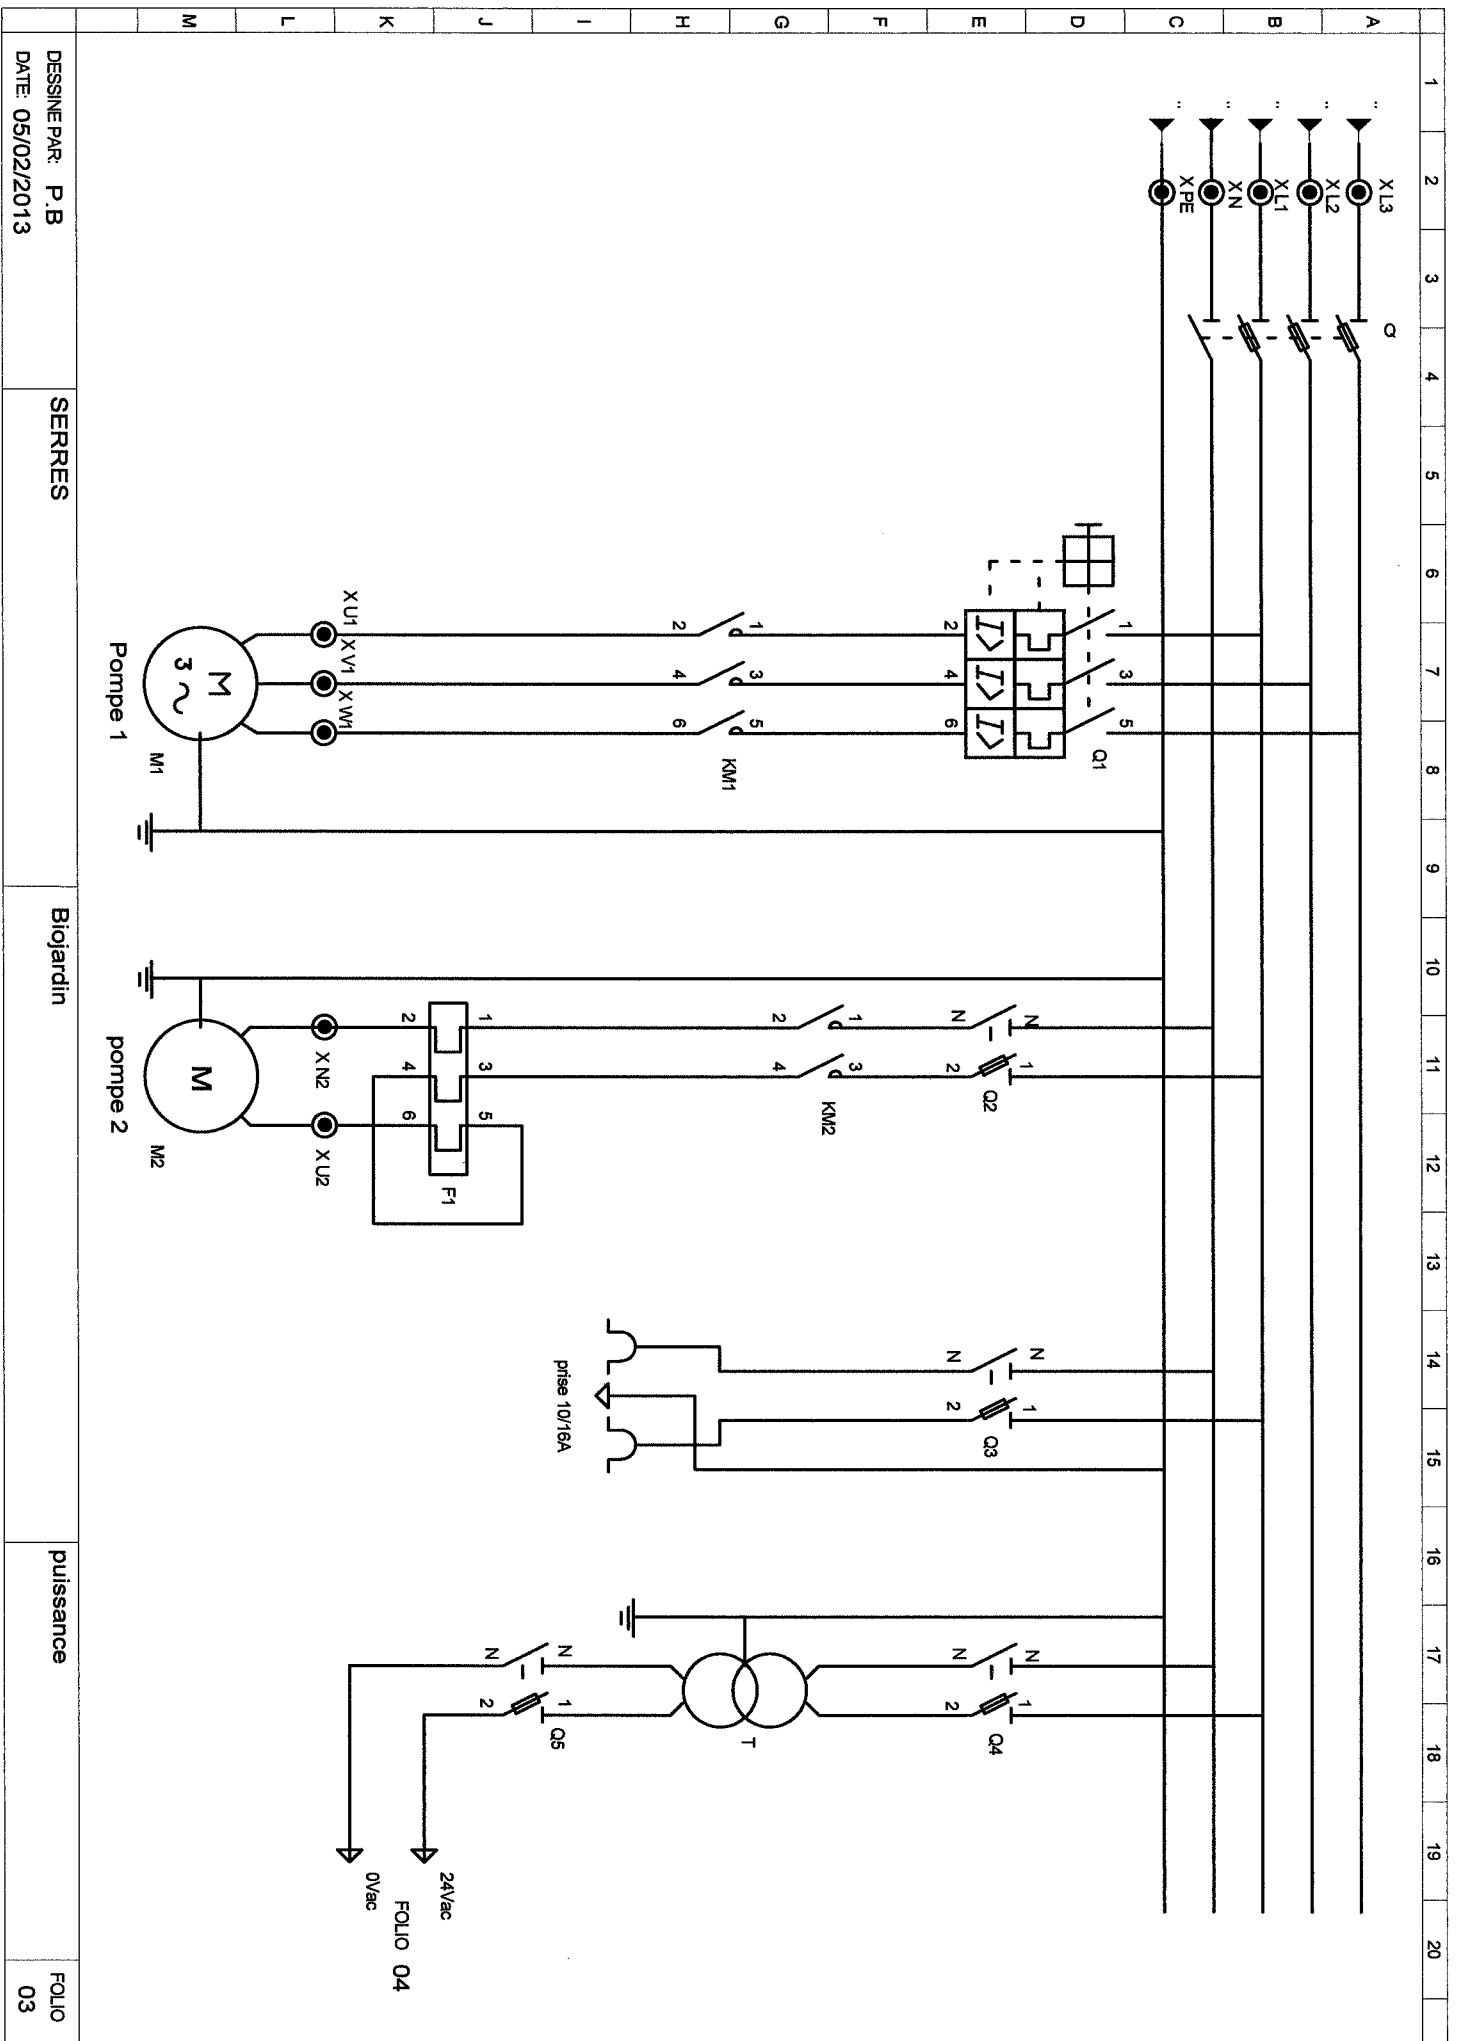 1 2 3 4 5 6 7 8 9 10 11 12 13 14 15 16 17 18 19 20
A
B
C
D
E
F
G
H
I
J
K
L
M
X L3
X L2
X L1
X N
X PE
Q
1 3 5 Q1
2 4 6
1 3 5
KM1
2 4 6
X U1 X V1 X W1
M
3 ~
M1
Pompe 1
N 1
Q2
N 2
1 3
KM2
2 4
1 3 5
F1
2 4 6
X N2 X U2
M
M2
pompe 2
N 1
Q3
N 2
prise 10/16A
N 1
Q4
N 2
T
N 1
Q5
N 2
24Vac
FOLIO 04
0Vac
DESSINE PAR: P.B
DATE: 05/02/2013
SERRES
Biojardin
puissance
FOLIO
03